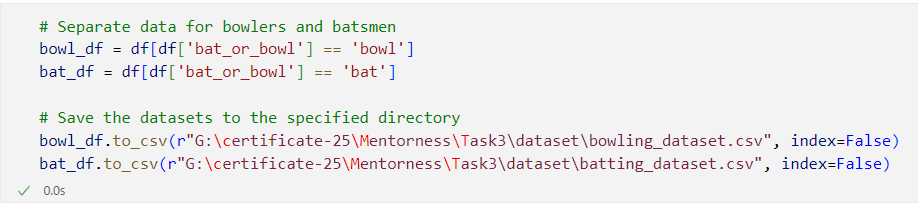 # Separate data for bowlers and batsmen
bowl_df = df[df['bat_or_bowl'] == 'bowl']
bat_df = df[df['bat_or_bowl'] == 'bat']
# Save the datasets to the specified directory
bowl_df.to_csv(r"G:\certificate-25\Mentorness\Task3\dataset\bowling_dataset.csv", index=False)
bat_df.to_csv(r"G:\certificate-25\Mentorness\Task3\dataset\batting_dataset.csv", index=False)
0.0s